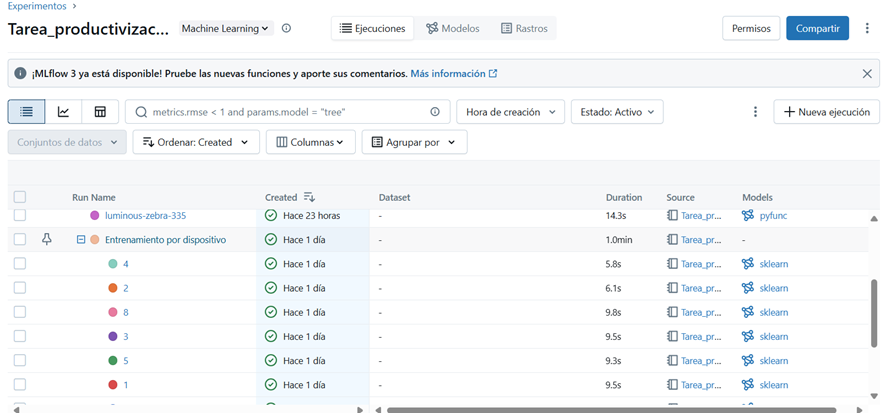 Experimentos
Tarea_productivizac... Machine Learning Ejecuciones Modelos Rastros Permisos Compartir
¡MLflow 3 ya está disponible! Pruebe las nuevas funciones y aporte sus comentarios. Más información
metrics.rmse < 1 and params.model = "tree" Hora de creación Estado: Activo Nueva ejecución
Conjuntos de datos Ordenar: Created Columnas Agrupar por
Run Name Created Dataset Duration Source Models
luminous-zebra-335 Hace 23 horas - 14.3s Tarea_pr... pyfunc
Entrenamiento por dispositivo Hace 1 día - 1.0min Tarea_pr... -
4 Hace 1 día - 5.8s Tarea_pr... sklearn
2 Hace 1 día - 6.1s Tarea_pr... sklearn
8 Hace 1 día - 9.8s Tarea_pr... sklearn
3 Hace 1 día - 9.5s Tarea_pr... sklearn
5 Hace 1 día - 9.3s Tarea_pr... sklearn
1 Hace 1 día - 9.5s Tarea_pr... sklearn